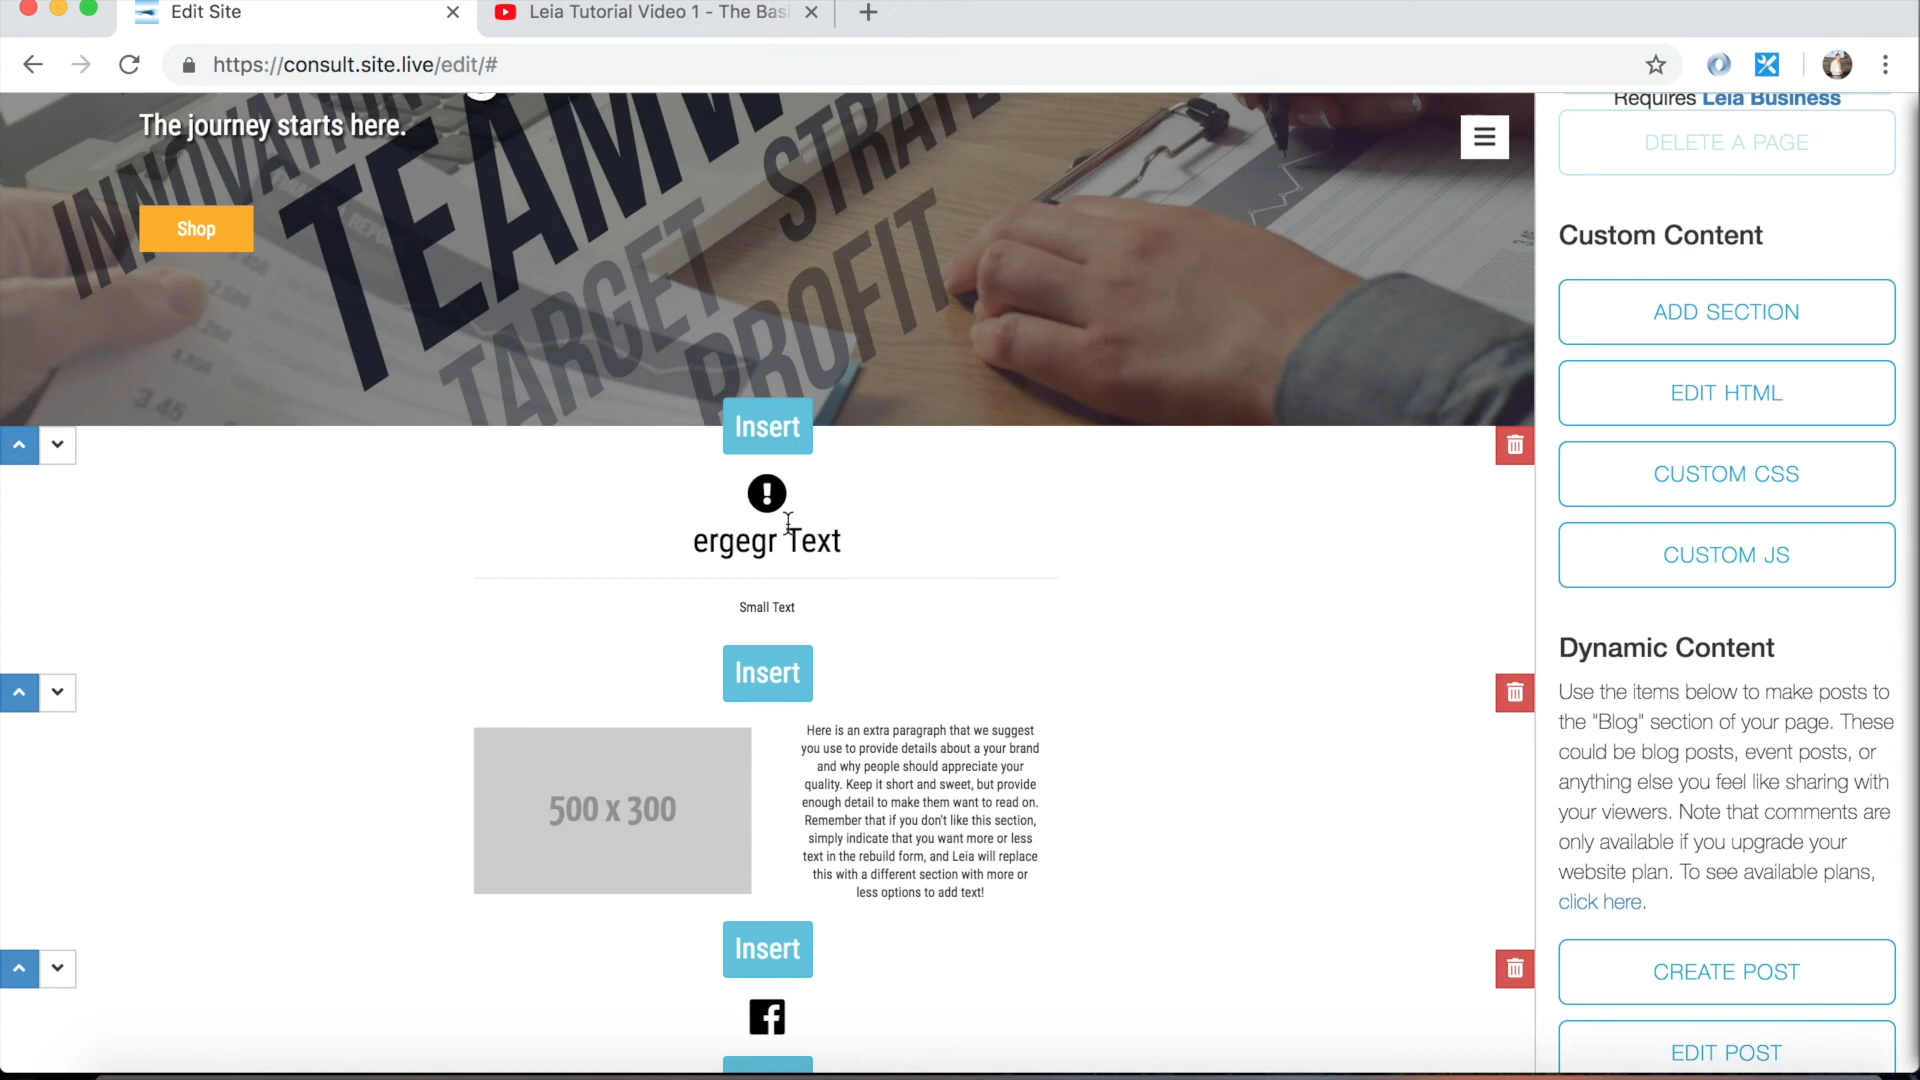 Edit Site
Leia Tutorial Video 1 - The Basi
https://consult.site.live/edit/#
INNOVATION
TEAMW
STRATE
TARGET
PROFIT
3.45
The journey starts here.
Shop
Insert
ergegr Text
Small Text
Insert
500 x 300
Here is an extra paragraph that we suggest
you use to provide details about a your brand
and why people should appreciate your
quality. Keep it short and sweet, but provide
enough detail to make them want to read on.
Remember that if you don't like this section,
simply indicate that you want more or less
text in the rebuild form, and Leia will replace
this with a different section with more or
less options to add text!
Insert
Requires Leia Business
DELETE A PAGE
Custom Content
ADD SECTION
EDIT HTML
CUSTOM CSS
CUSTOM JS
Dynamic Content
Use the items below to make posts to
the "Blog" section of your page. These
could be blog posts, event posts, or
anything else you feel like sharing with
your viewers. Note that comments are
only available if you upgrade your
website plan. To see available plans,
click here.
CREATE POST
EDIT POST